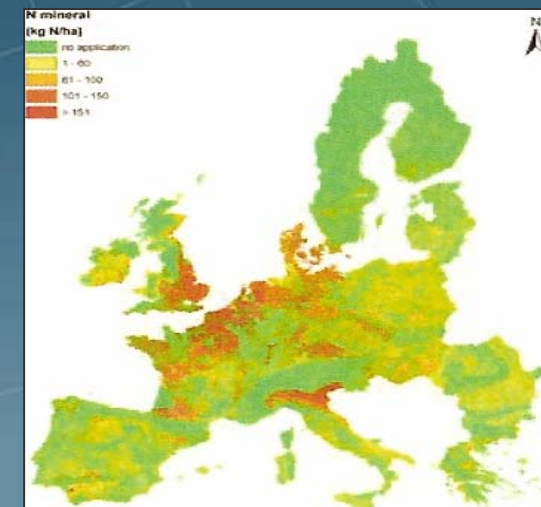 N mineral
[kg N/ha]
no application
1 - 60
61 - 100
101 - 150
> 151
N